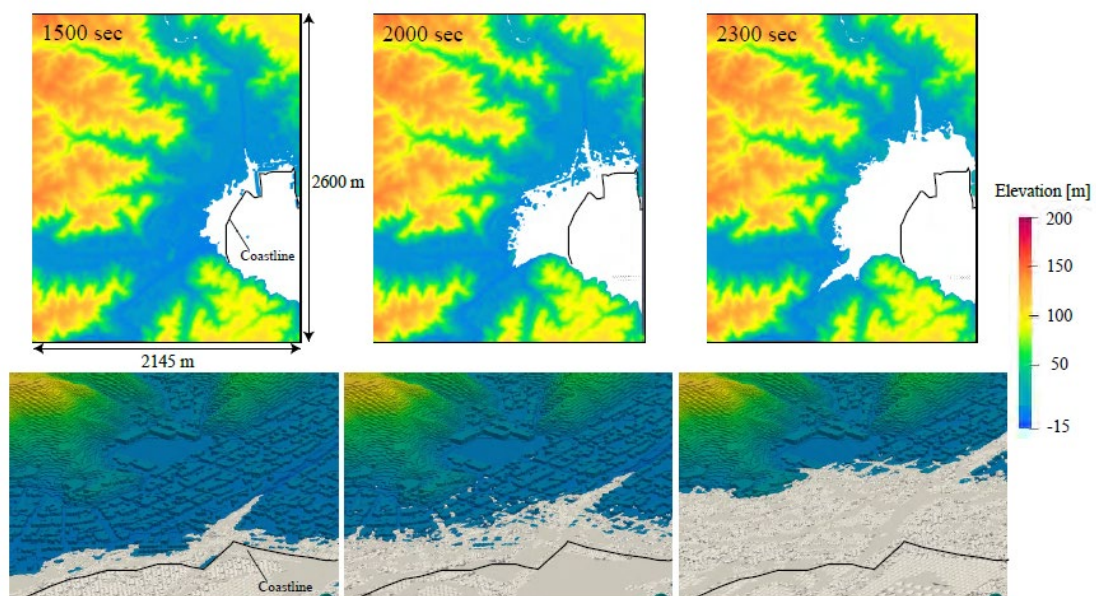 1500 sec
2000 sec
2300 sec
2600 m
Coastline
2145 m
Elevation [m]
200
150
100
50
-15
Coastline